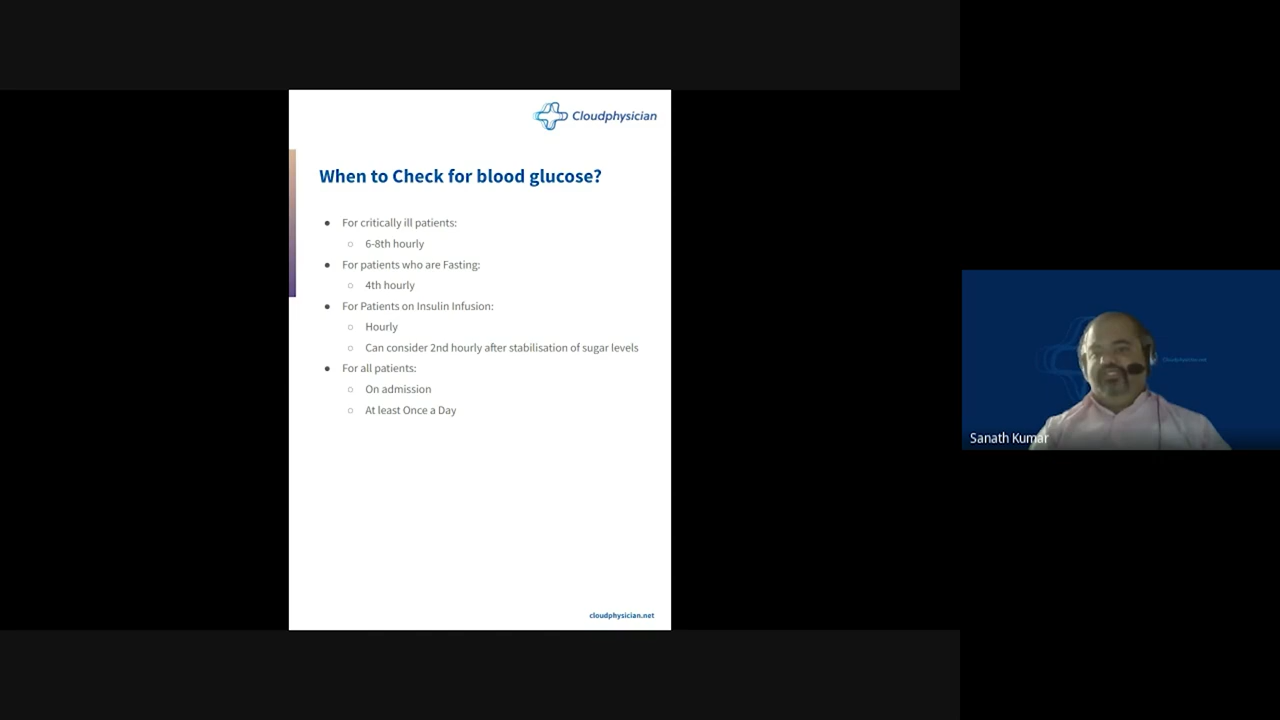 Cloudphysician
When to Check for blood glucose?
● For critically ill patients:
○ 6-8th hourly
● For patients who are Fasting:
○ 4th hourly
● For Patients on Insulin Infusion:
○ Hourly
○ Can consider 2nd hourly after stabilisation of sugar levels
● For all patients:
○ On admission
○ At least Once a Day
cloudphysician.net
Cloudphysician.net
Sanath Kumar